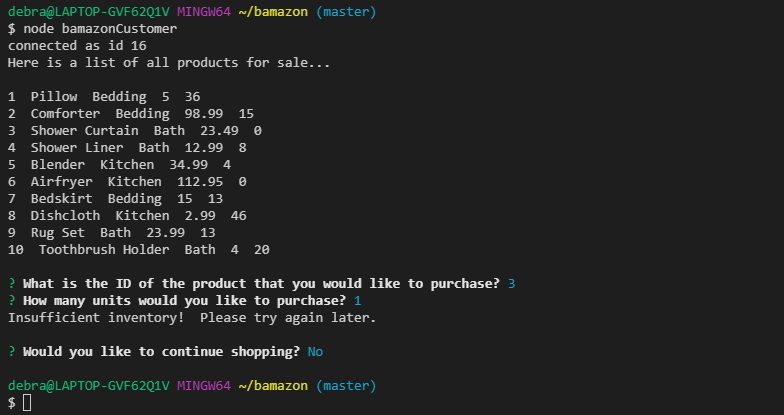 debra@LAPTOP-GVF62Q1V MINGW64 ~/bamazon (master)
$ node bamazonCustomer
connected as id 16
Here is a list of all products for sale...
1  Pillow  Bedding  5  36
2  Comforter  Bedding  98.99  15
3  Shower Curtain  Bath  23.49  0
4  Shower Liner  Bath  12.99  8
5  Blender  Kitchen  34.99  4
6  Airfryer  Kitchen  112.95  0
7  Bedskirt  Bedding  15  13
8  Dishcloth  Kitchen  2.99  46
9  Rug Set  Bath  23.99  13
10  Toothbrush Holder  Bath  4  20
? What is the ID of the product that you would like to purchase? 3
? How many units would you like to purchase? 1
Insufficient inventory!  Please try again later.
? Would you like to continue shopping? No
debra@LAPTOP-GVF62Q1V MINGW64 ~/bamazon (master)
$